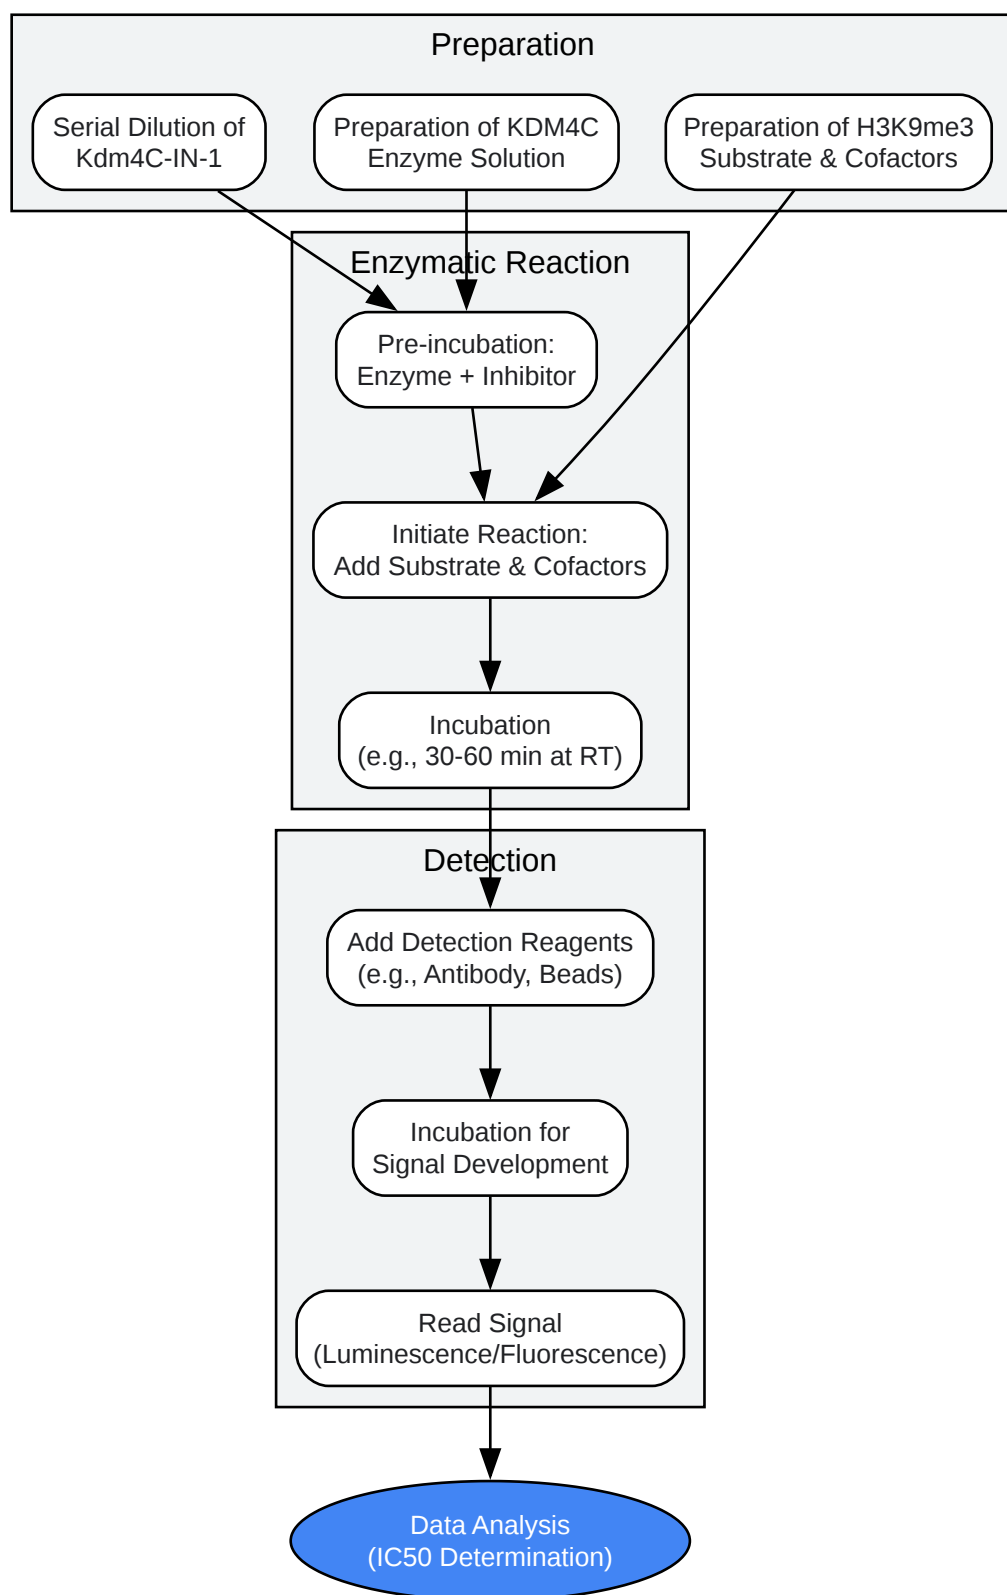 Preparation
Serial Dilution of
Kdm4C-IN-1
Preparation of KDM4C
Enzyme Solution
Preparation of H3K9me3
Substrate & Cofactors
Enzymatic Reaction
Pre-incubation:
Enzyme + Inhibitor
Initiate Reaction:
Add Substrate & Cofactors
Incubation
(e.g., 30-60 min at RT)
Detection
Add Detection Reagents
(e.g., Antibody, Beads)
Incubation for
Signal Development
Read Signal
(Luminescence/Fluorescence)
Data Analysis
(IC50 Determination)